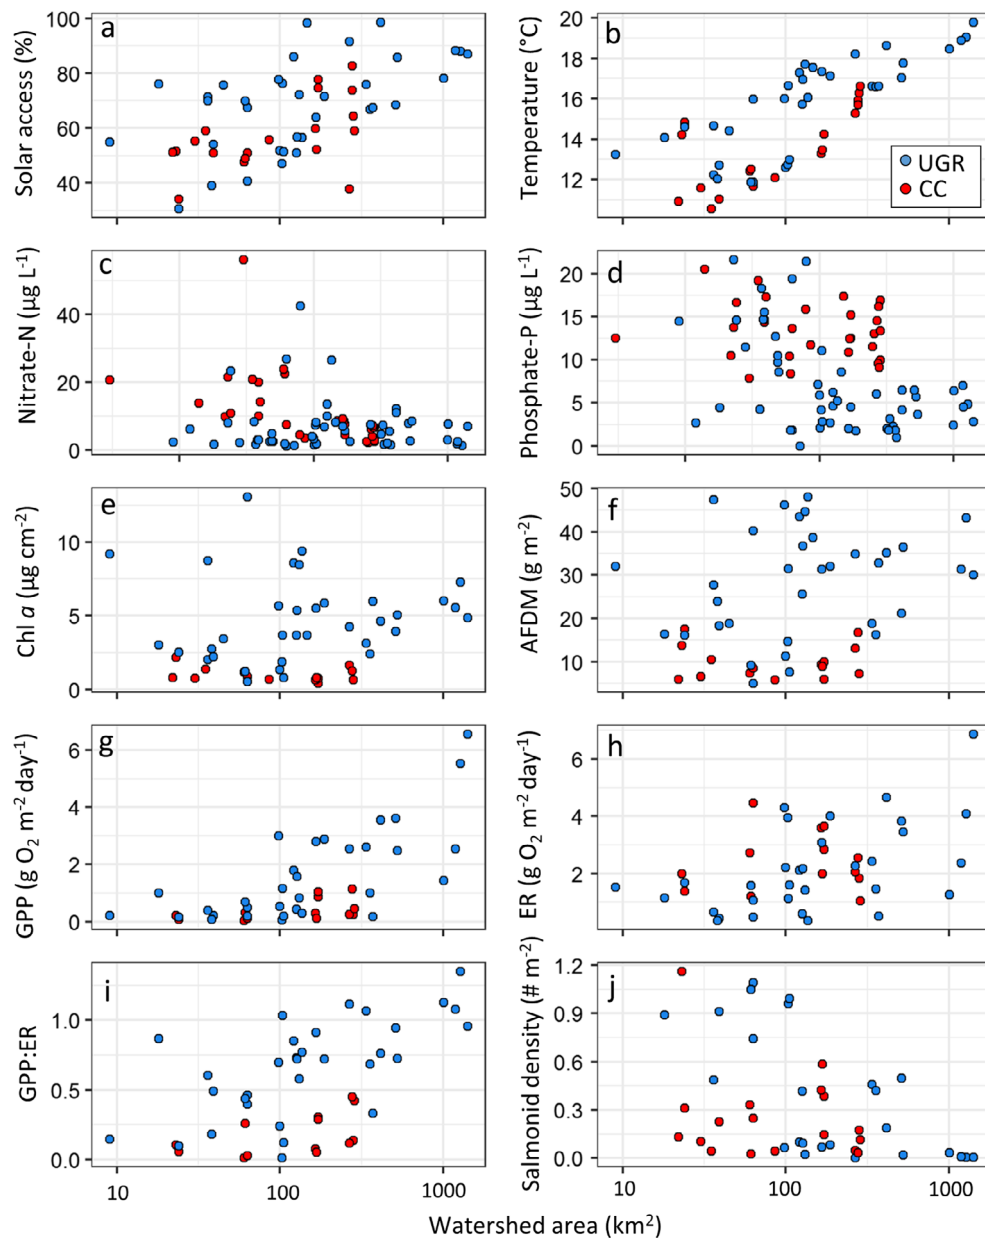 a
Solar access (%)
100
80
60
40
b
Temperature (°C)
20
18
16
14
12
UGR
CC
c
Nitrate-N (µg L⁻¹)
40
20
0
d
Phosphate-P (µg L⁻¹)
20
15
10
5
0
e
Chl a (µg cm⁻²)
10
5
0
f
AFDM (g m⁻²)
50
40
30
20
10
g
GPP (g O₂ m⁻² day⁻¹)
6
4
2
0
h
ER (g O₂ m⁻² day⁻¹)
6
4
2
i
GPP:ER
1.0
0.5
0.0
10
100
1000
j
Salmonid density (# m⁻²)
1.2
0.9
0.6
0.3
0.0
10
100
1000
Watershed area (km²)